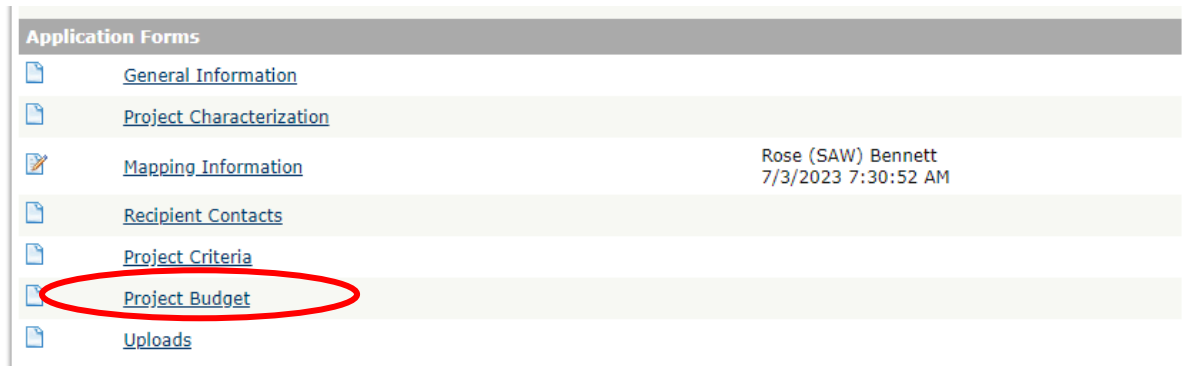 Application Forms
General Information
Project Characterization
Mapping Information
Rose (SAW) Bennett
7/3/2023 7:30:52 AM
Recipient Contacts
Project Criteria
Project Budget
Uploads